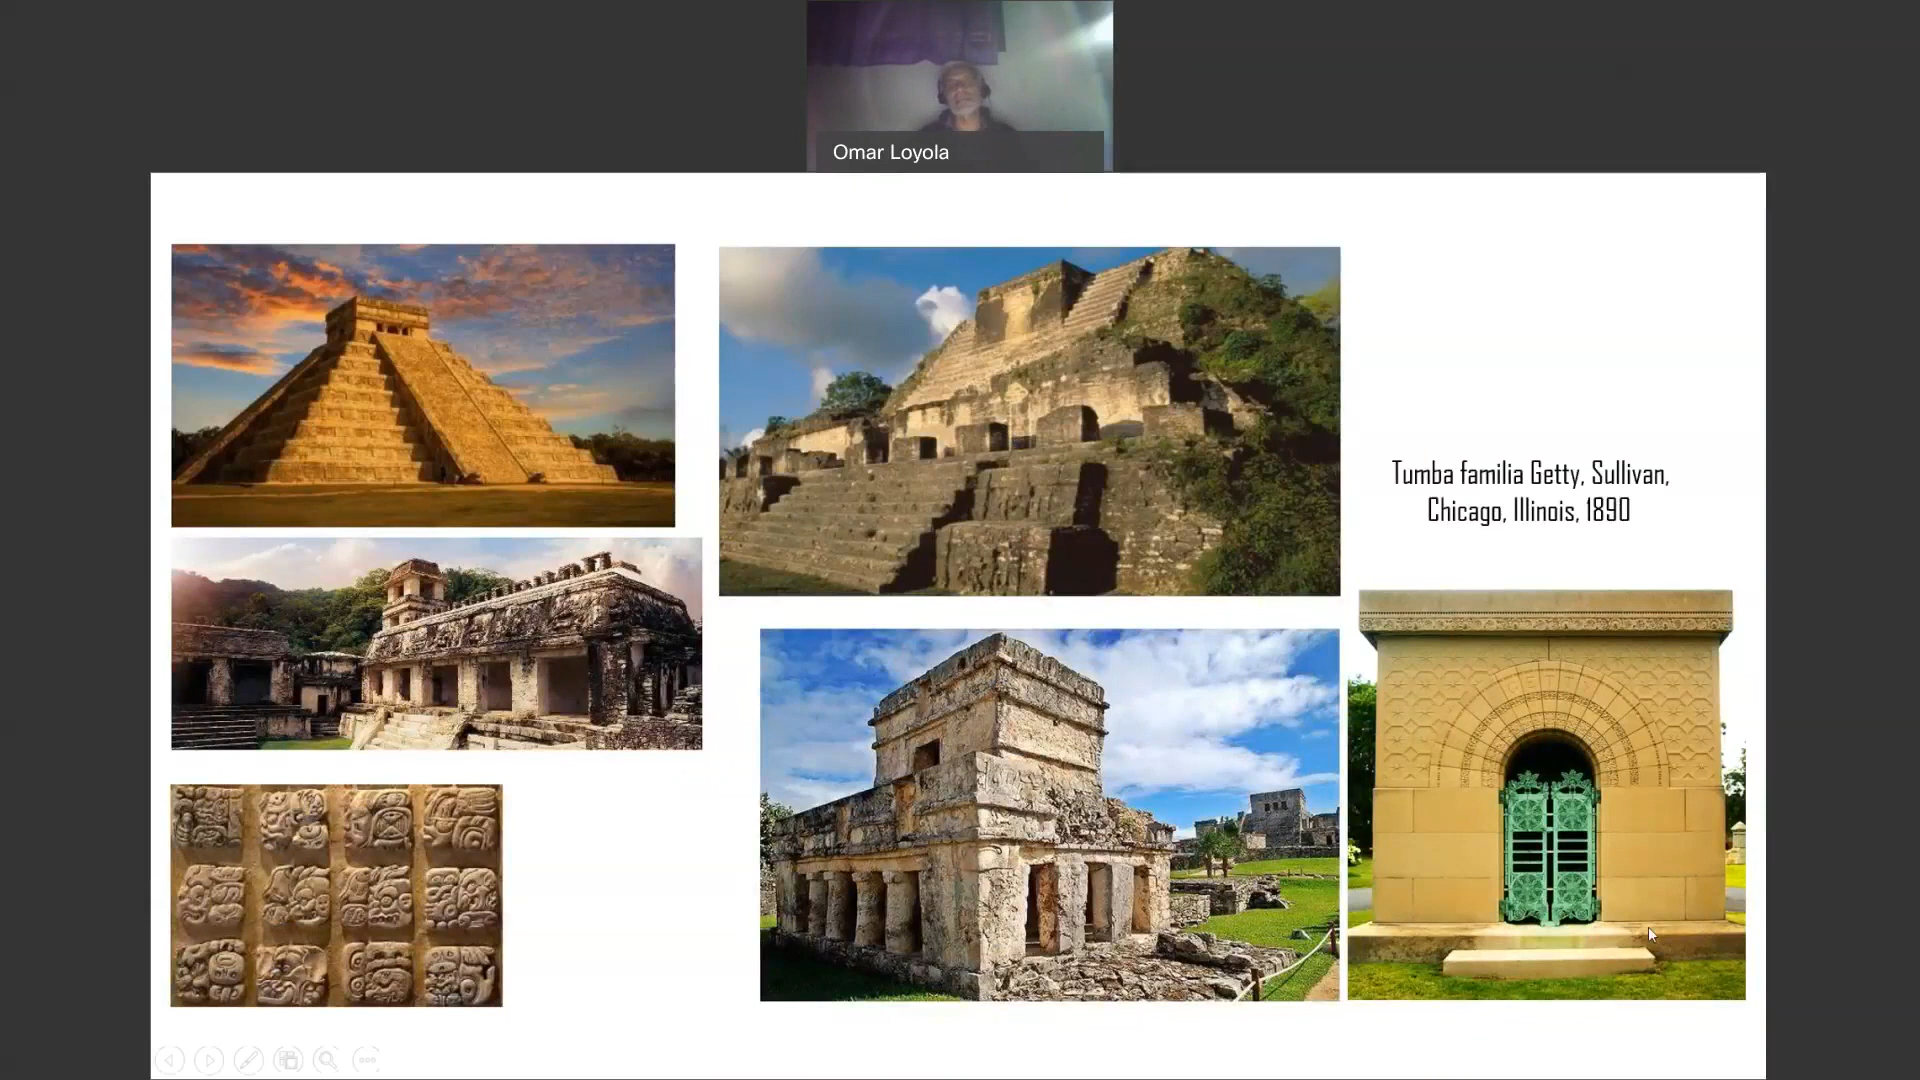 Omar Loyola
Tumba familia Getty, Sullivan,
Chicago, Illinois, 1890